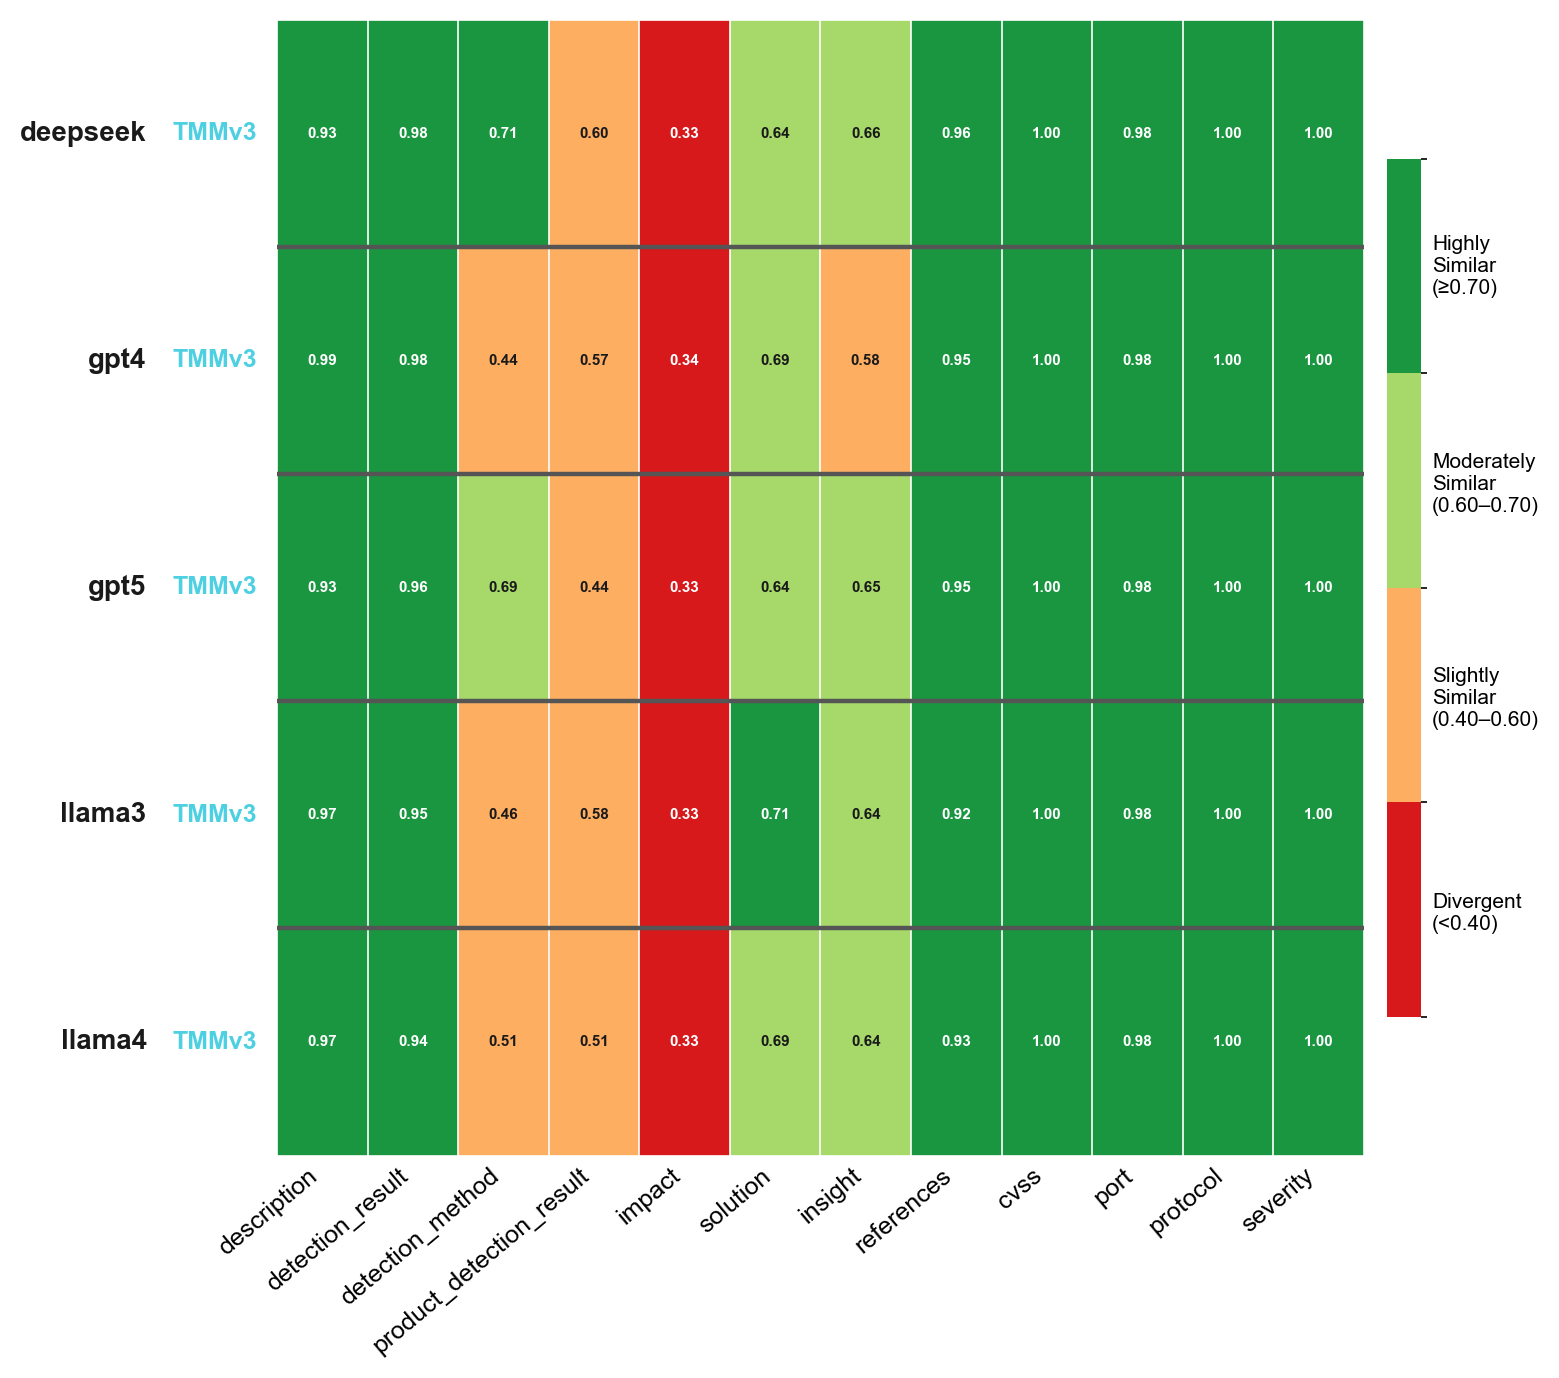 deepseek TMMv3 0.93 0.98 0.71 0.60 0.33 0.64 0.66 0.96 1.00 0.98 1.00 1.00
gpt4 TMMv3 0.99 0.98 0.44 0.57 0.34 0.69 0.58 0.95 1.00 0.98 1.00 1.00
gpt5 TMMv3 0.93 0.96 0.69 0.44 0.33 0.64 0.65 0.95 1.00 0.98 1.00 1.00
llama3 TMMv3 0.97 0.95 0.46 0.58 0.33 0.71 0.64 0.92 1.00 0.98 1.00 1.00
llama4 TMMv3 0.97 0.94 0.51 0.51 0.33 0.69 0.64 0.93 1.00 0.98 1.00 1.00
description
detection_result
detection_method
product_detection_result
impact
solution
insight
references
cvss
port
protocol
severity
Highly
Similar
(≥0.70)
Moderately
Similar
(0.60–0.70)
Slightly
Similar
(0.40–0.60)
Divergent
(<0.40)